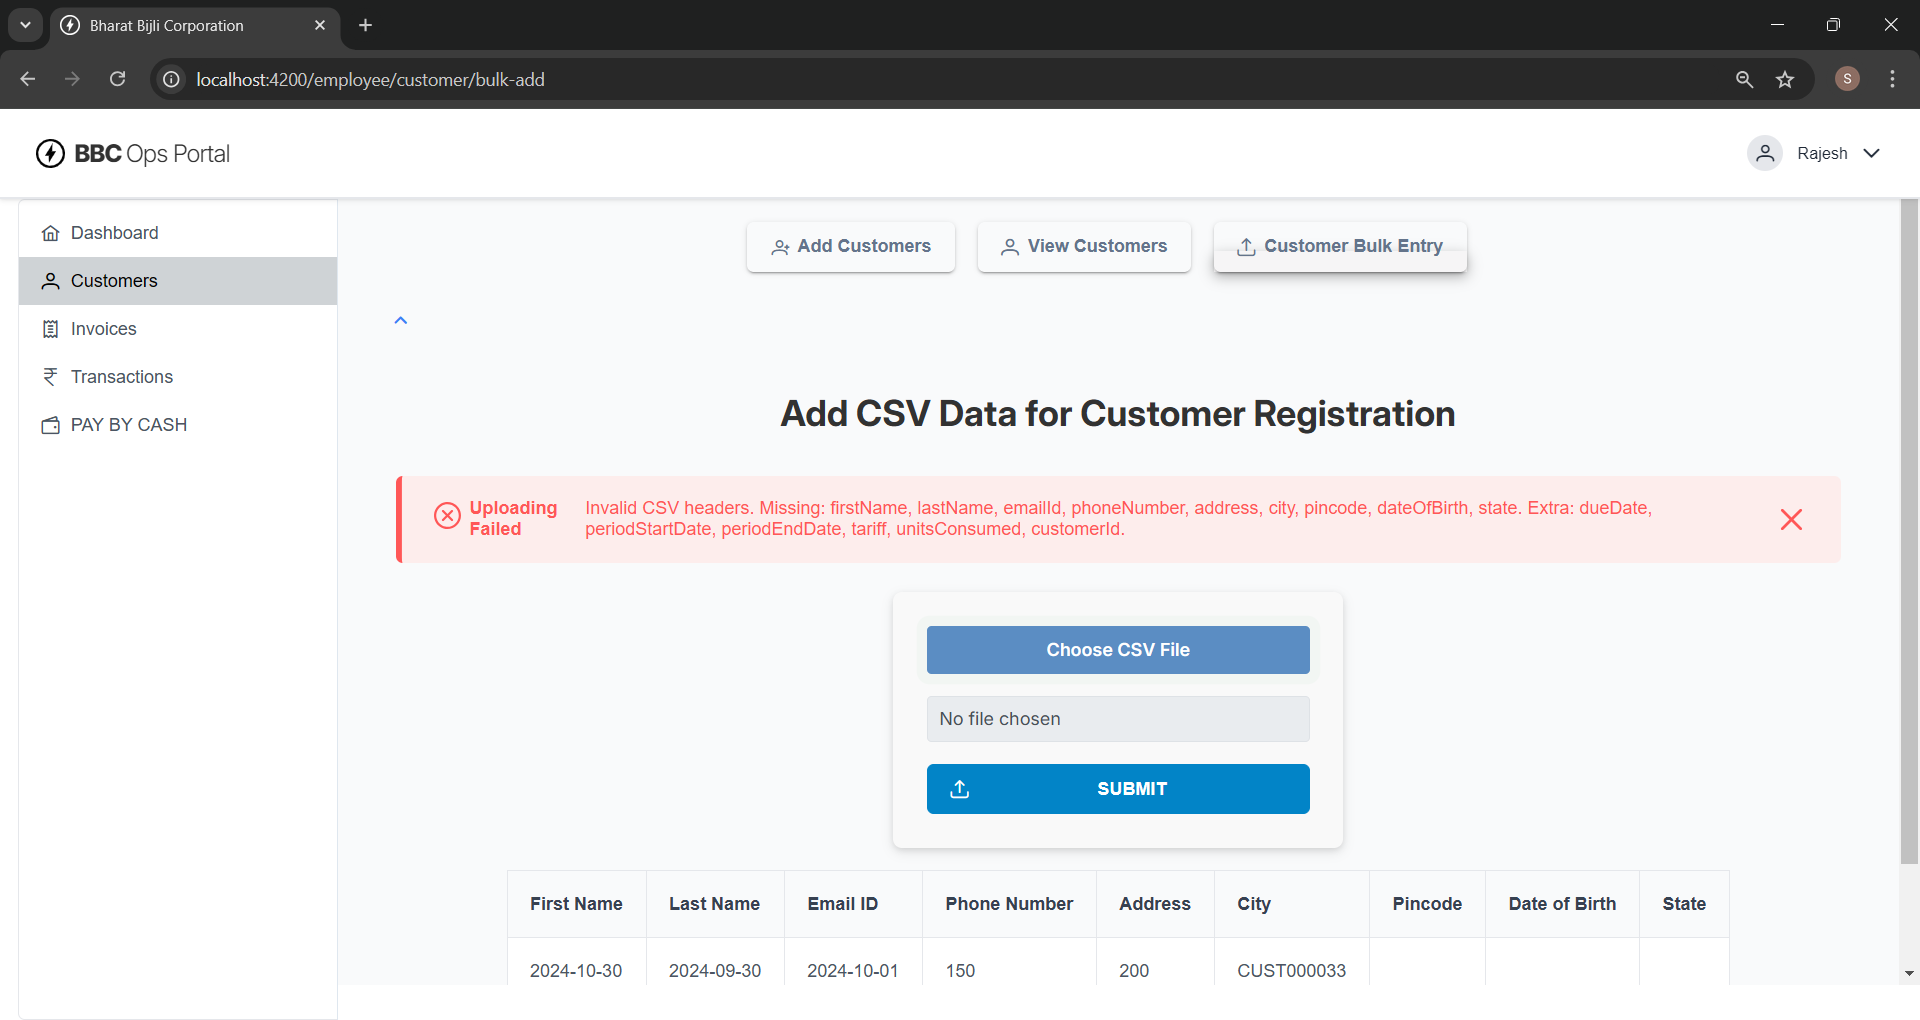 Bharat Bijli Corporation
localhost:4200/employee/customer/bulk-add
S
BBC Ops Portal
Rajesh
Dashboard
Customers
Invoices
Transactions
PAY BY CASH
Add Customers
View Customers
Customer Bulk Entry
Add CSV Data for Customer Registration
Uploading
Failed
Invalid CSV headers. Missing: firstName, lastName, emailId, phoneNumber, address, city, pincode, dateOfBirth, state. Extra: dueDate,
periodStartDate, periodEndDate, tariff, unitsConsumed, customerId.
Choose CSV File
No file chosen
SUBMIT
First Name Last Name Email ID Phone Number Address City Pincode Date of Birth State
2024-10-30 2024-09-30 2024-10-01 150 200 CUST000033